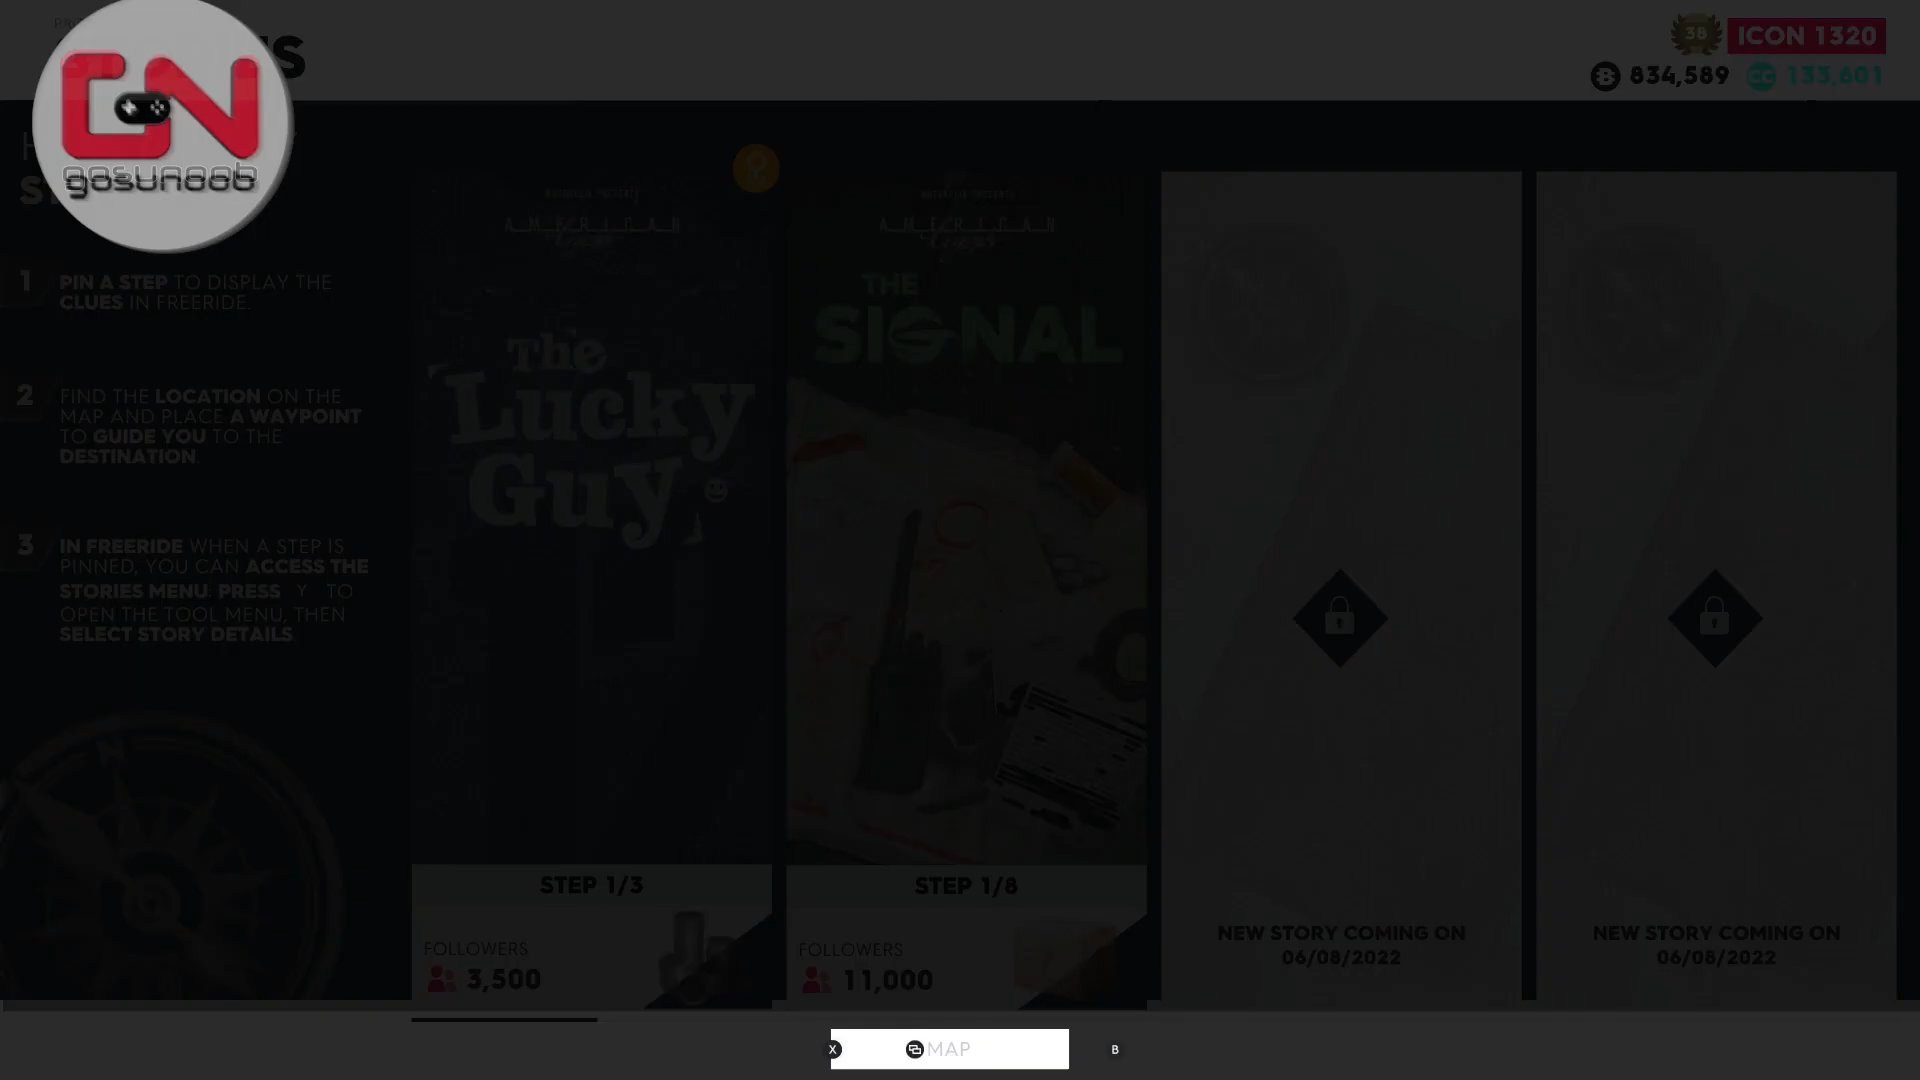 GN
gosunoob
38
ICON 1320
834,589
CC 133,601
1
PIN A STEP TO DISPLAY THE
CLUES IN FREERIDE.
2
FIND THE LOCATION ON THE
MAP AND PLACE A WAYPOINT
TO GUIDE YOU TO THE
DESTINATION.
3
IN FREERIDE WHEN A STEP IS
PINNED, YOU CAN ACCESS THE
STORIES MENU. PRESS Y TO
OPEN THE TOOL MENU, THEN
SELECT STORY DETAILS.
N
AMERICAN
The
Lucky
Guy
STEP 1/3
FOLLOWERS
3,500
AMERICAN
THE
SIGNAL
STEP 1/8
FOLLOWERS
11,000
NEW STORY COMING ON
06/08/2022
NEW STORY COMING ON
06/08/2022
X
MAP
B